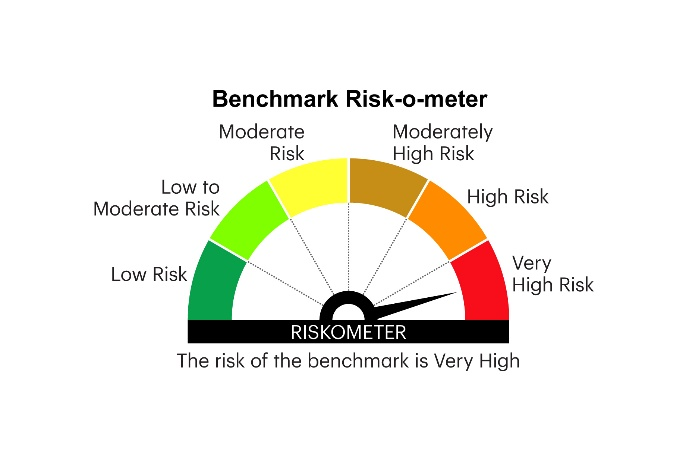 Benchmark Risk-o-meter
Moderate
Risk
Moderately
High Risk
Low to
Moderate Risk
High Risk
Low Risk
Very
High Risk
RISKOMETER
The risk of the benchmark is Very High